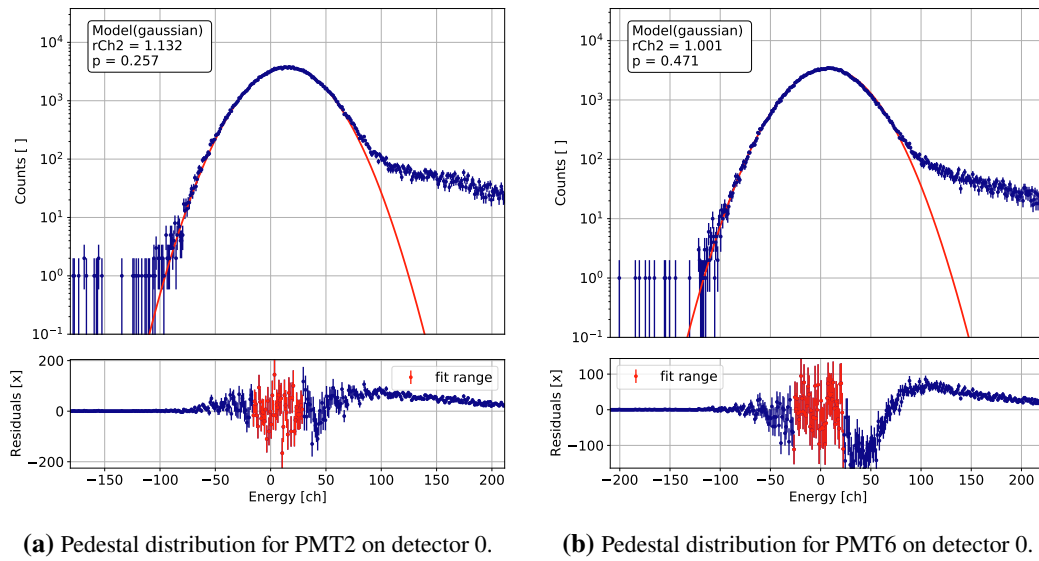 Model(gaussian)
rCh2 = 1.132
p = 0.257
Counts [ ]
10⁴
10³
10²
10¹
10⁰
10⁻¹
Residuals [x]
200
0
−200
fit range
−150 −100 −50 0 50 100 150 200
Energy [ch]
(a) Pedestal distribution for PMT2 on detector 0.
Model(gaussian)
rCh2 = 1.001
p = 0.471
Counts [ ]
10⁴
10³
10²
10¹
10⁰
10⁻¹
Residuals [x]
100
0
−100
fit range
−200 −150 −100 −50 0 50 100 150 200
Energy [ch]
(b) Pedestal distribution for PMT6 on detector 0.